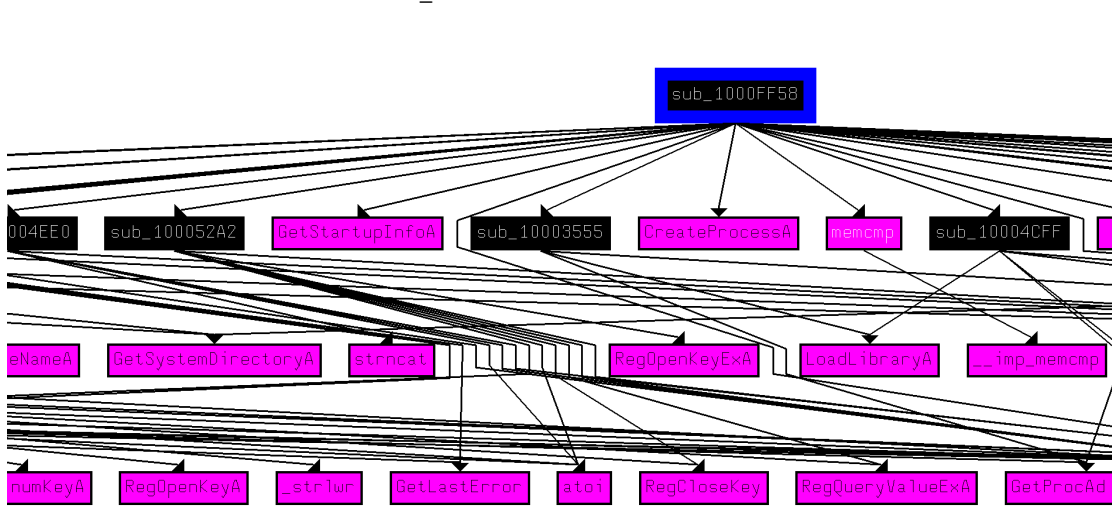 sub_1000FF58
004EE0
sub_100052A2
GetStartupInfoA
sub_10003555
CreateProcessA
memcmp
sub_10004CFF
eNameA
GetSystemDirectoryA
strncat
RegOpenKeyExA
LoadLibraryA
__imp_memcmp
numKeyA
RegOpenKeyA
_strlwr
GetLastError
atoi
RegCloseKey
RegQueryValueExA
GetProcAd